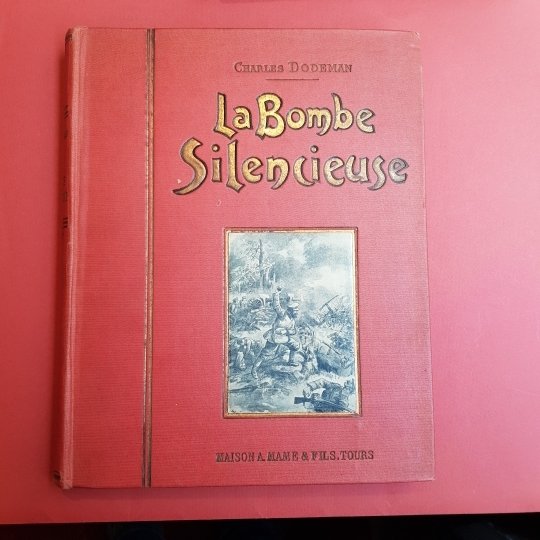 CHARLES DODEMAN
La Bombe
Silencieuse
MAISON A. MAME & FILS. TOURS